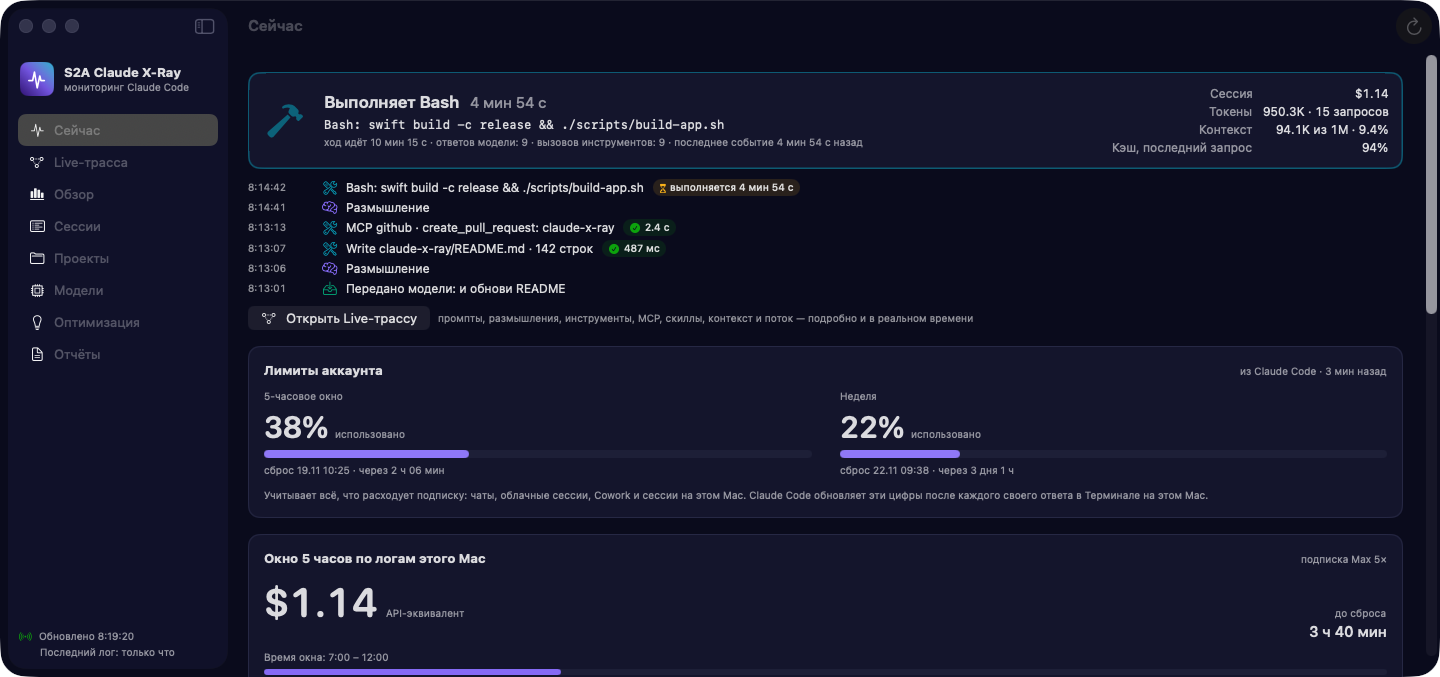 Сейчас
S2A Claude X-Ray
мониторинг Claude Code
Сейчас
Live-трасса
Обзор
Сессии
Проекты
Модели
Оптимизация
Отчёты
Обновлено 8:19:20
Последний лог: только что
Выполняет Bash 4 мин 54 с
Bash: swift build -c release && ./scripts/build-app.sh
ход идёт 10 мин 15 с · ответов модели: 9 · вызовов инструментов: 9 · последнее событие 4 мин 54 с назад
Сессия $1.14
Токены 950.3K · 15 запросов
Контекст 94.1K из 1M · 9.4%
Кэш, последний запрос 94%
8:14:42 Bash: swift build -c release && ./scripts/build-app.sh выполняется 4 мин 54 с
8:14:41 Размышление
8:13:13 MCP github · create_pull_request: claude-x-ray 2.4 с
8:13:07 Write claude-x-ray/README.md · 142 строк 487 мс
8:13:06 Размышление
8:13:01 Передано модели: и обнови README
Открыть Live-трассу промпты, размышления, инструменты, MCP, скиллы, контекст и поток — подробно и в реальном времени
Лимиты аккаунта из Claude Code · 3 мин назад
5-часовое окно
38% использовано
сброс 19.11 10:25 · через 2 ч 06 мин
Неделя
22% использовано
сброс 22.11 09:38 · через 3 дня 1 ч
Учитывает всё, что расходует подписку: чаты, облачные сессии, Cowork и сессии на этом Mac. Claude Code обновляет эти цифры после каждого своего ответа в Терминале на этом Mac.
Окно 5 часов по логам этого Mac подписка Max 5×
$1.14 API-эквивалент
до сброса
3 ч 40 мин
Время окна: 7:00 – 12:00